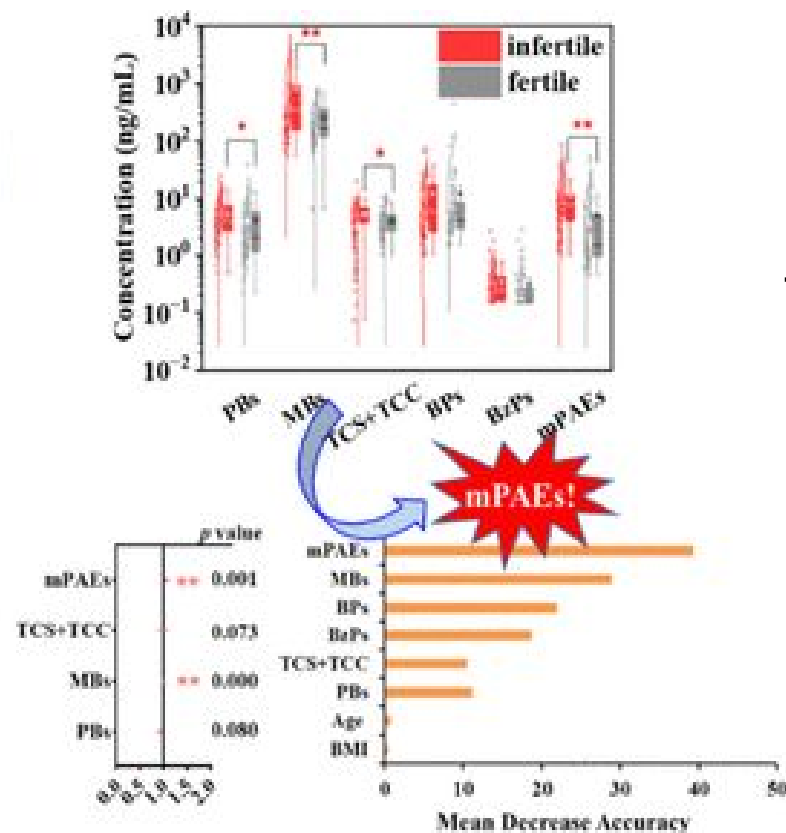 Concentration (ng/mL)
10⁴
10³
10²
10¹
10⁰
10⁻¹
10⁻²
infertile
fertile
*
**
*
**
PBs
MBs
TCS+TCC
BPs
BzPs
mPAEs
mPAEs!
p value
mPAEs ** 0.001
TCS+TCC 0.073
MBs ** 0.000
PBs 0.080
0.0 0.5 1.0 1.5 2.0
mPAEs
MBs
BPs
BzPs
TCS+TCC
PBs
Age
BMI
0 10 20 30 40 50
Mean Decrease Accuracy